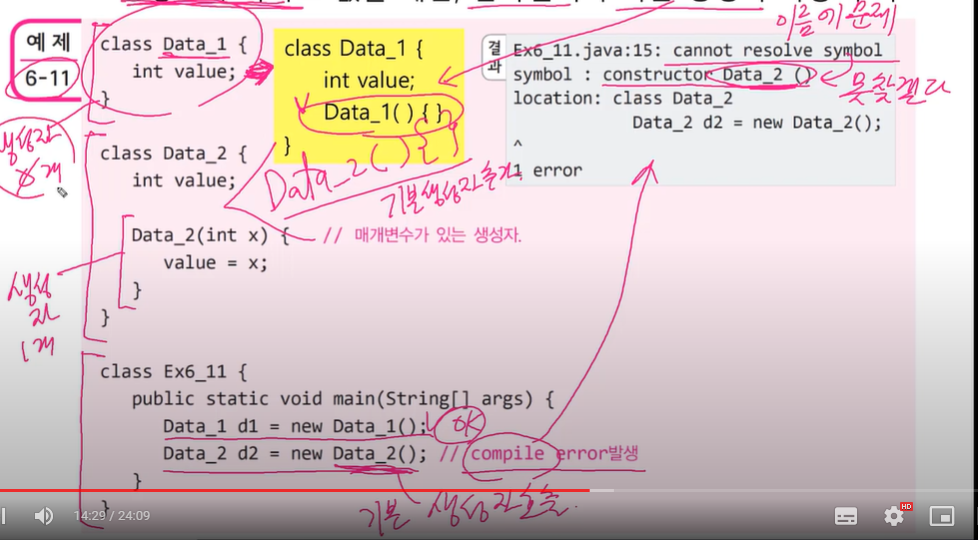 예제
6-11
class Data_1 {
int value;
}
생성자
0개
class Data_1 {
int value;
Data_1( ) { }
}
Data_2( ){ }
기본생성자
이름에 문제
결과
Ex6_11.java:15: cannot resolve symbol
symbol : constructor Data_2 ()
못찾겠다
location: class Data_2
Data_2 d2 = new Data_2();
^
1 error
class Data_2 {
int value;
Data_2(int x) { // 매개변수가 있는 생성자.
value = x;
}
}
생성
자
1개
class Ex6_11 {
public static void main(String[] args) {
Data_1 d1 = new Data_1(); OK
Data_2 d2 = new Data_2(); // compile error발생
}
}
기본 생성자호출.
14:29 / 24:09
HD